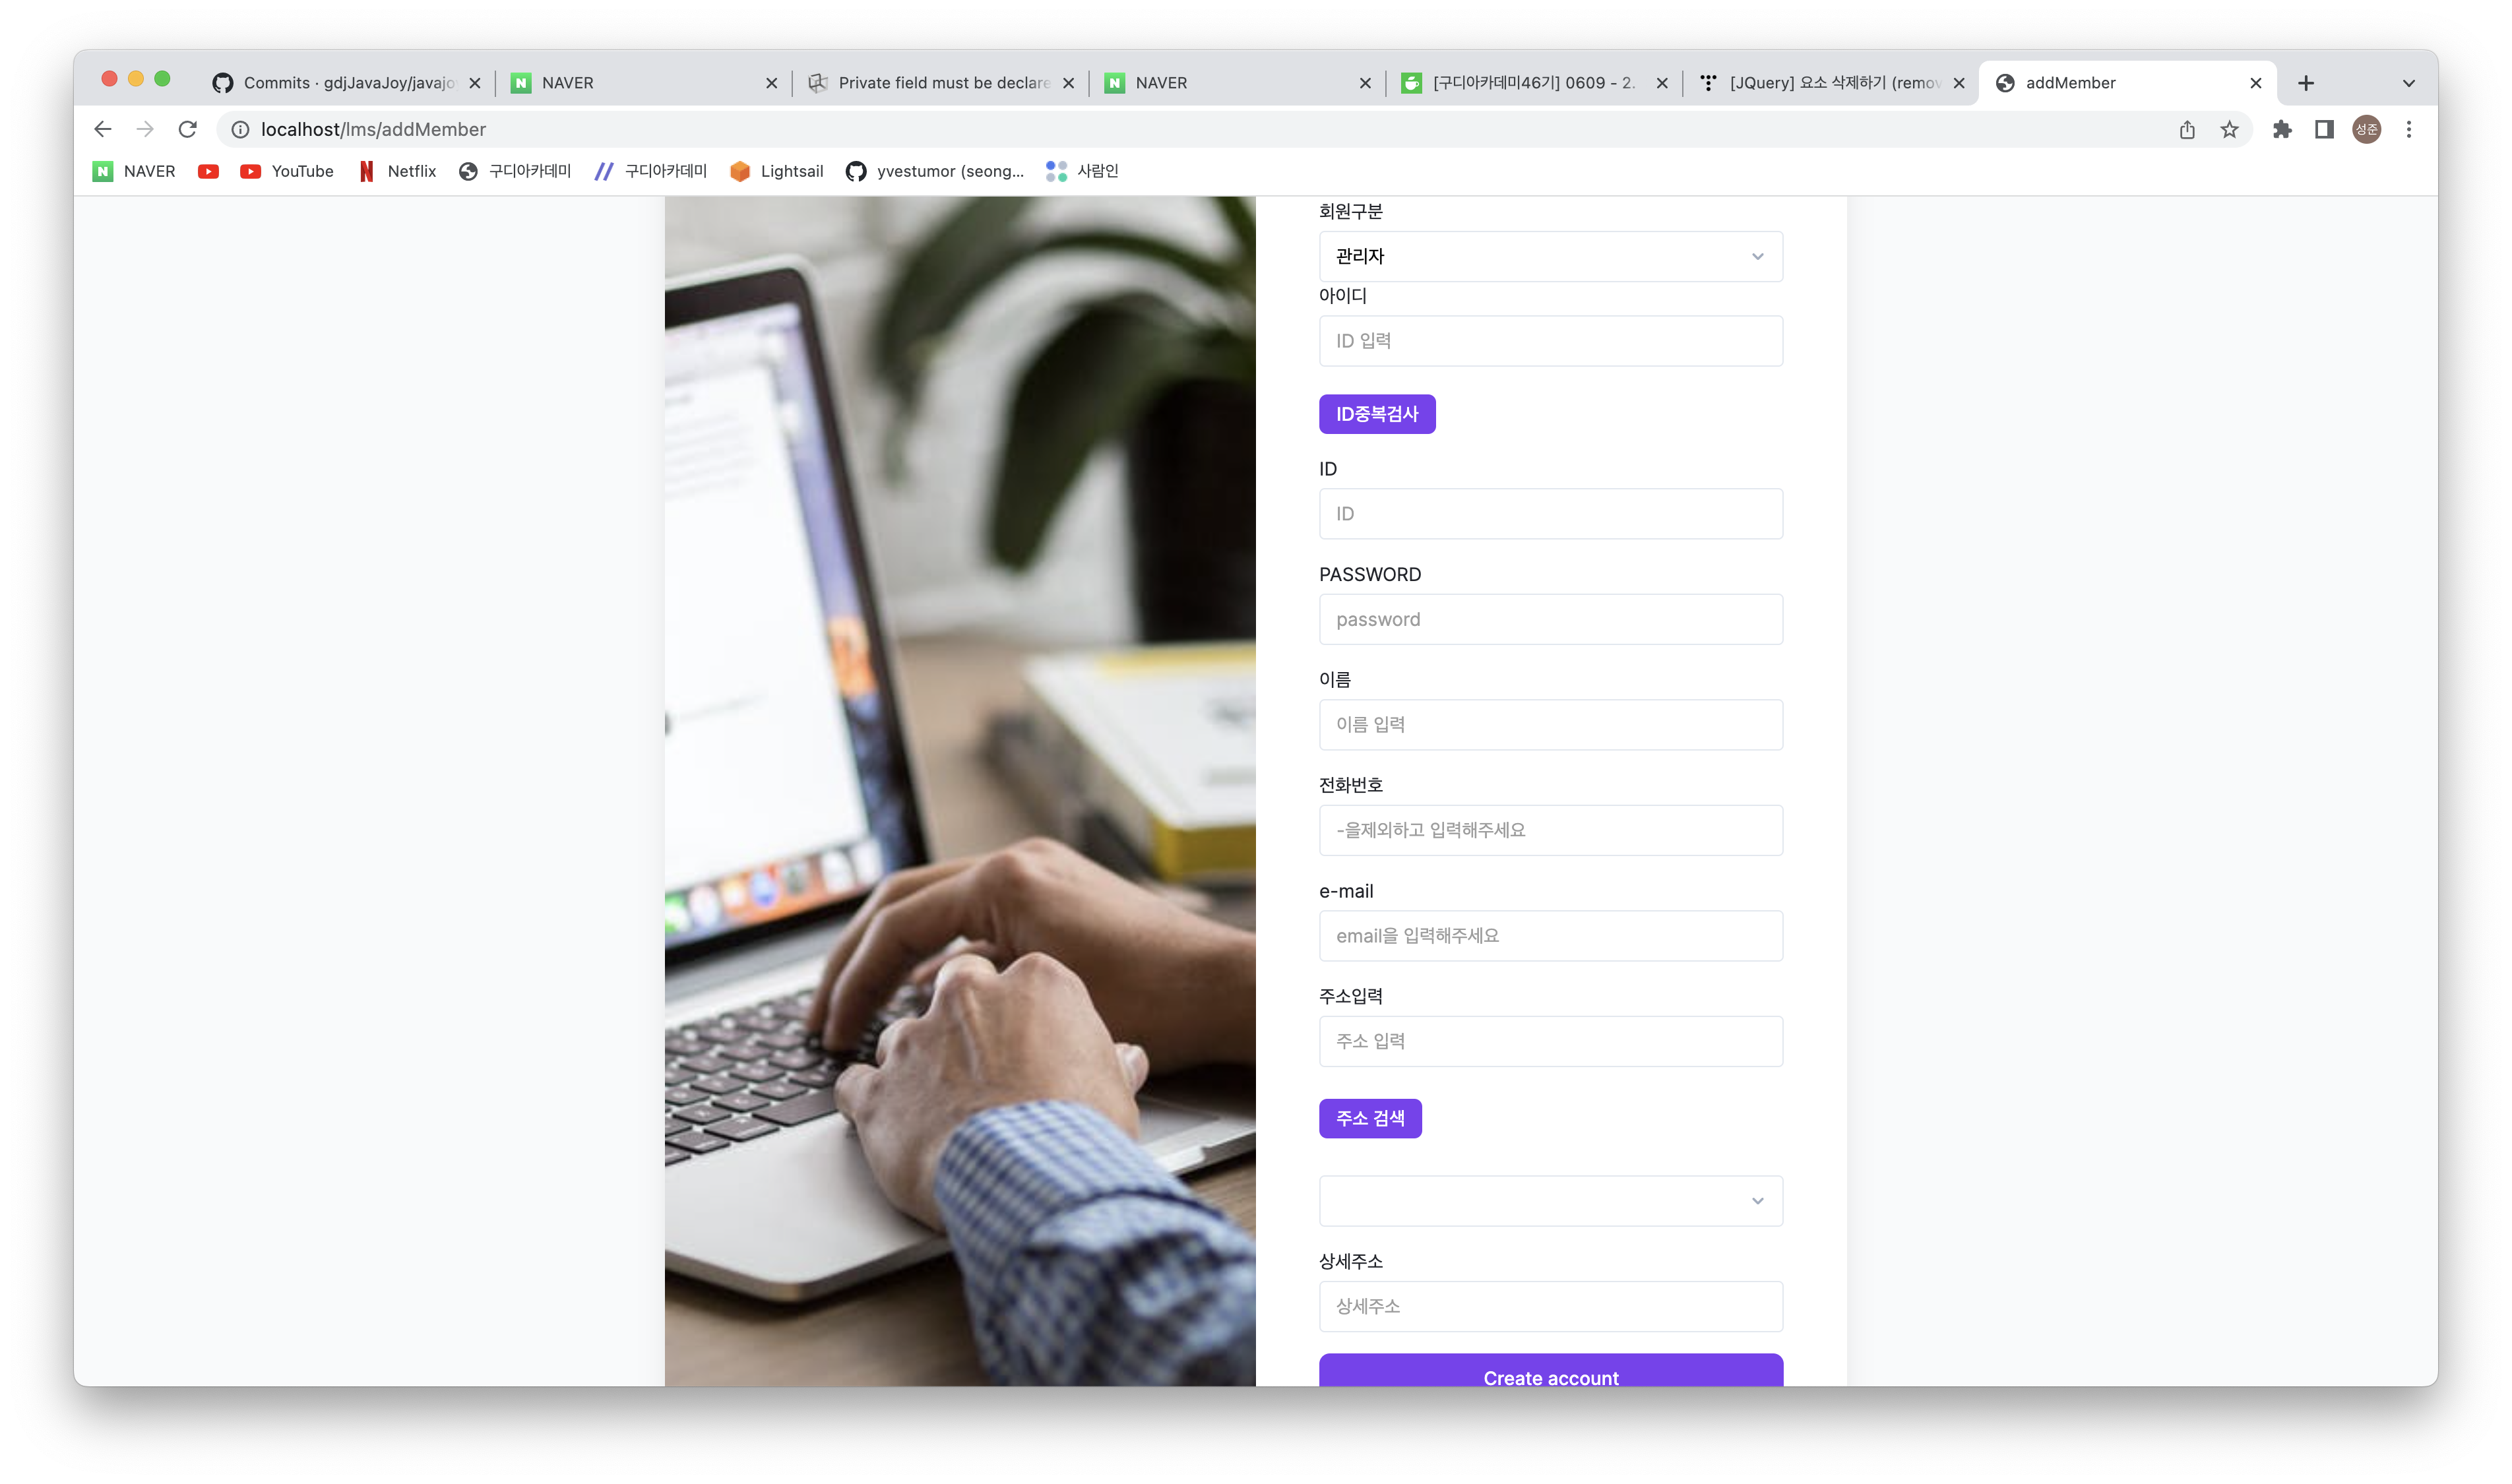 Commits · gdjJavaJoy/javajo
NAVER
Private field must be declare
NAVER
[구디아카데미46기] 0609 - 2.
[JQuery] 요소 삭제하기 (remov
addMember
localhost/lms/addMember
성준
NAVER
YouTube
Netflix
구디아카데미
구디아카데미
Lightsail
yvestumor (seong...
사람인
회원구분
관리자
아이디
ID 입력
ID중복검사
ID
ID
PASSWORD
password
이름
이름 입력
전화번호
-을제외하고 입력해주세요
e-mail
email을 입력해주세요
주소입력
주소 입력
주소 검색
상세주소
상세주소
Create account